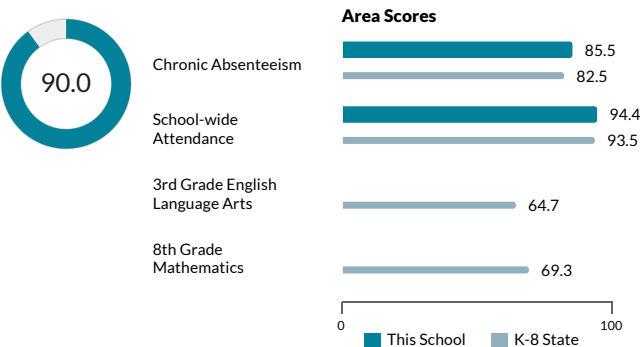 90.0
Area Scores
Chronic Absenteeism
85.5
82.5
School-wide
Attendance
94.4
93.5
3rd Grade English
Language Arts
64.7
8th Grade
Mathematics
69.3
0
100
This School
K-8 State